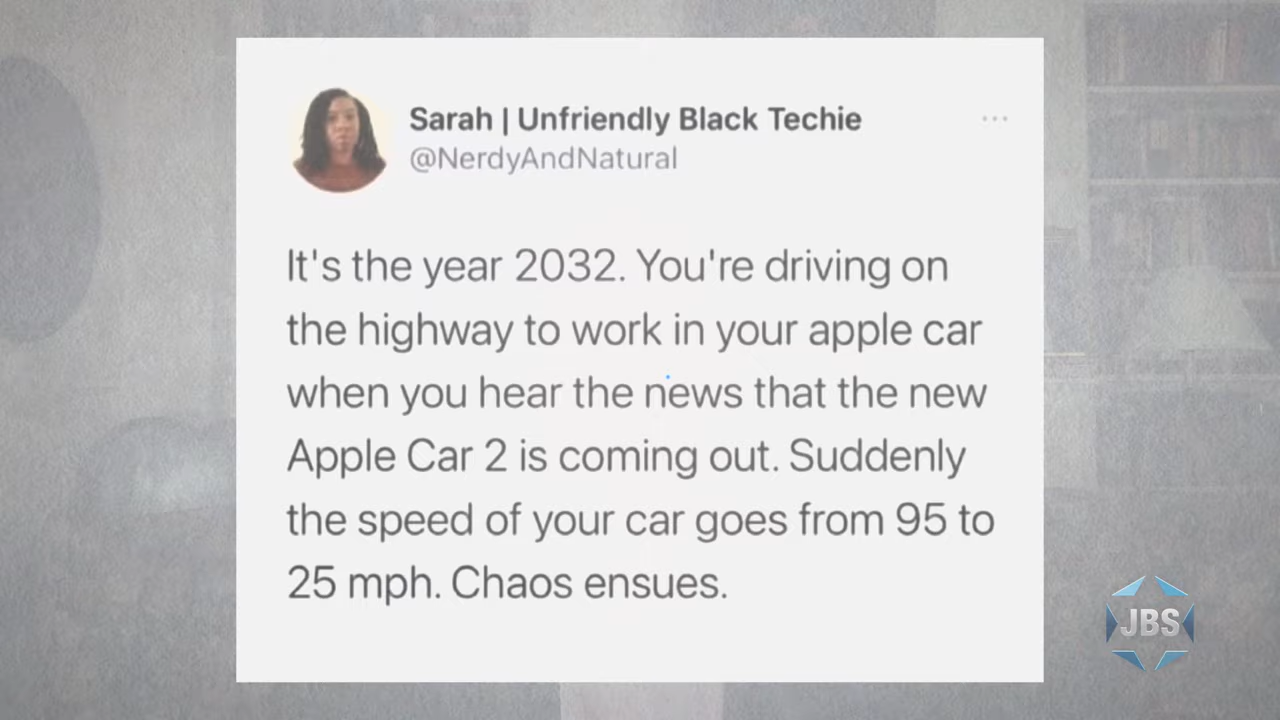 Sarah | Unfriendly Black Techie
@NerdyAndNatural
It's the year 2032. You're driving on
the highway to work in your apple car
when you hear the news that the new
Apple Car 2 is coming out. Suddenly
the speed of your car goes from 95 to
25 mph. Chaos ensues.
JBS